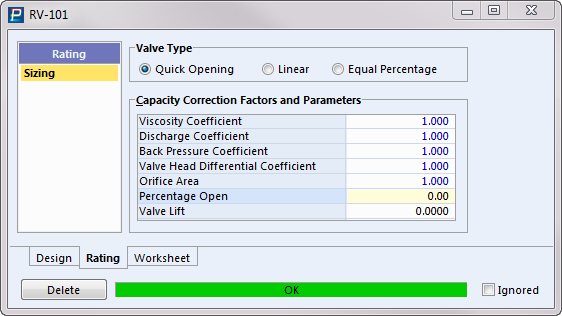 RV-101
Rating
Sizing
Valve Type
Quick Opening Linear Equal Percentage
Capacity Correction Factors and Parameters
Viscosity Coefficient 1.000
Discharge Coefficient 1.000
Back Pressure Coefficient 1.000
Valve Head Differential Coefficient 1.000
Orifice Area 1.000
Percentage Open 0.00
Valve Lift 0.0000
Design Rating Worksheet
Delete OK Ignored